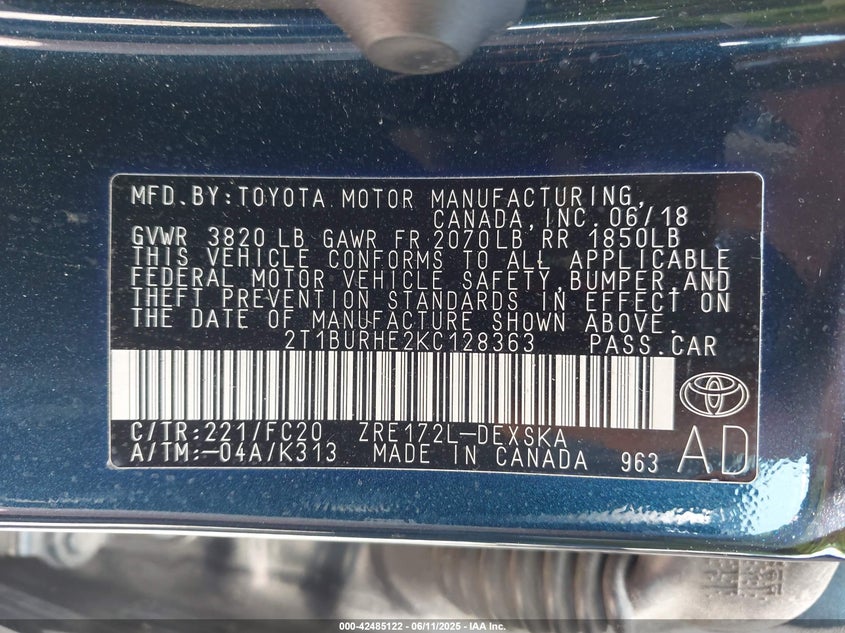 MFD.BY:TOYOTA MOTOR MANUFACTURING,
CANADA, INC. 06/18
GVWR 3820 LB GAWR FR 2070LB RR 1850LB
THIS VEHICLE CONFORMS TO ALL APPLICABLE
FEDERAL MOTOR VEHICLE SAFETY,BUMPER,AND
THEFT PREVENTION STANDARDS IN EFFECT ON
THE DATE OF MANUFACTURE SHOWN ABOVE.
2T1BURHE2KC128363 PASS.CAR
C/TR:221/FC20 ZRE172L-DEXSKA
A/TM:-04A/K313 MADE IN CANADA 963 AD
000-42485122 - 06/11/2025 - IAA Inc.